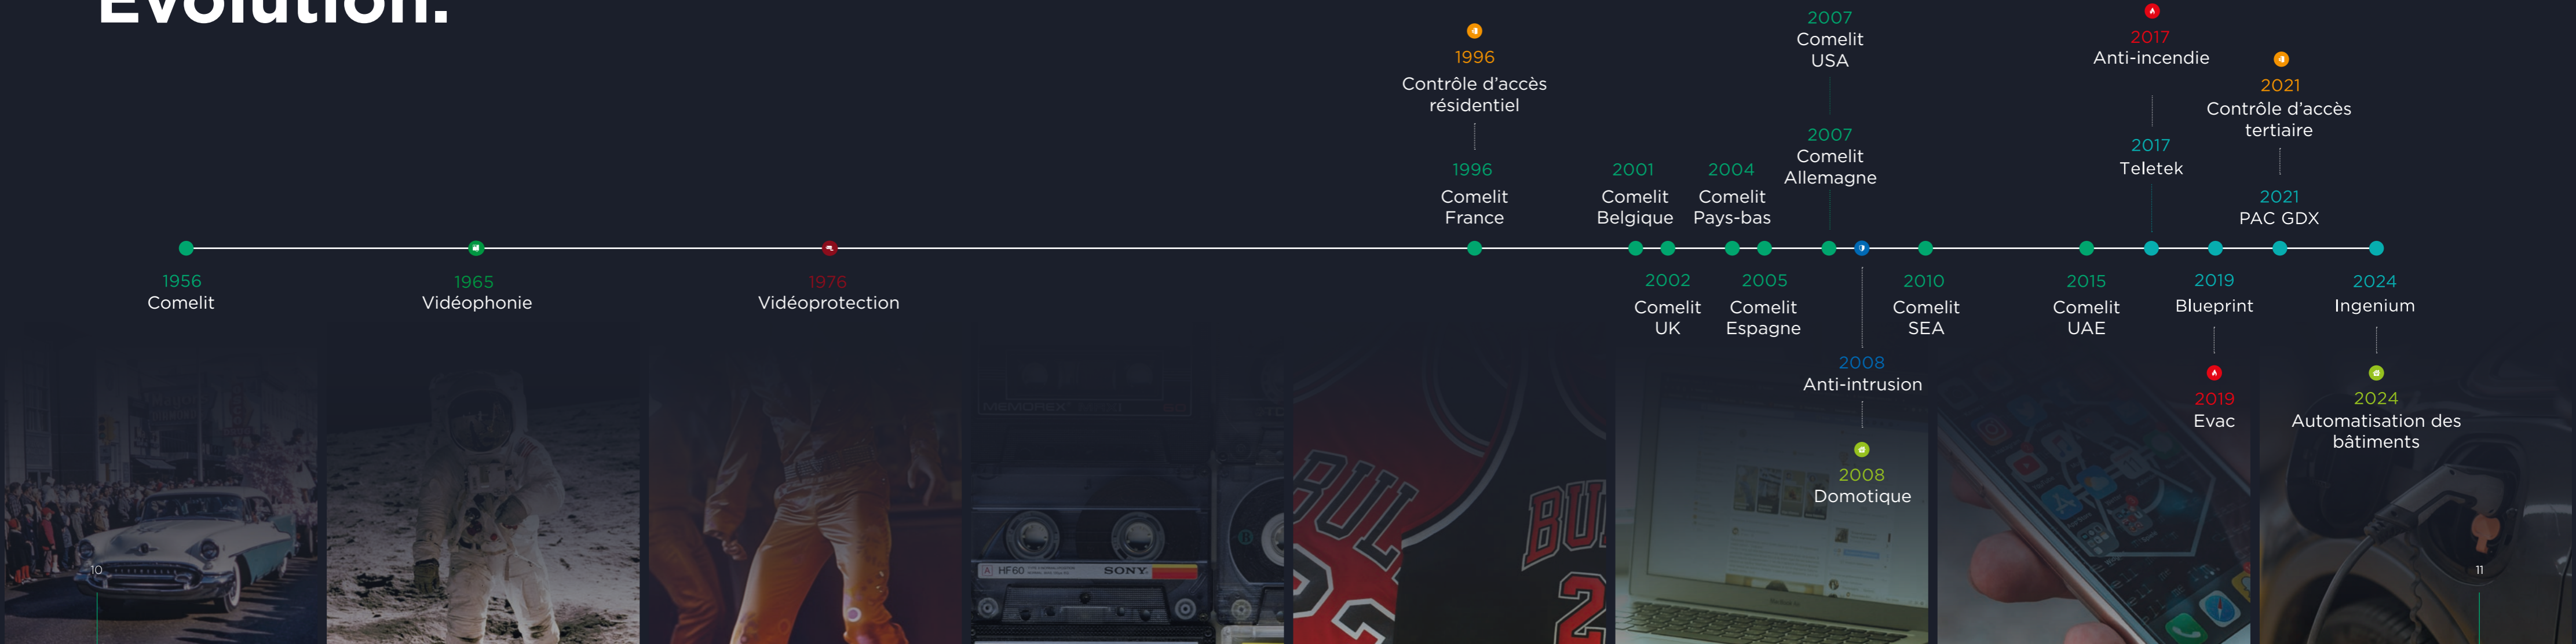 Evolution.
1956
Comelit
1965
Vidéophonie
1976
Vidéoprotection
1996
Contrôle d'accès
résidentiel
1996
Comelit
France
2001
Comelit
Belgique
2002
Comelit
UK
2004
Comelit
Pays-bas
2005
Comelit
Espagne
2007
Comelit
USA
2007
Comelit
Allemagne
2008
Anti-intrusion
2008
Domotique
2010
Comelit
SEA
2015
Comelit
UAE
2017
Anti-incendie
2017
Teletek
2019
Blueprint
2019
Evac
2021
Contrôle d'accès
tertiaire
2021
PAC GDX
2024
Ingenium
2024
Automatisation des
bâtiments
MEMOREX
A HF60
SONY
BUL
BU
2
10
11